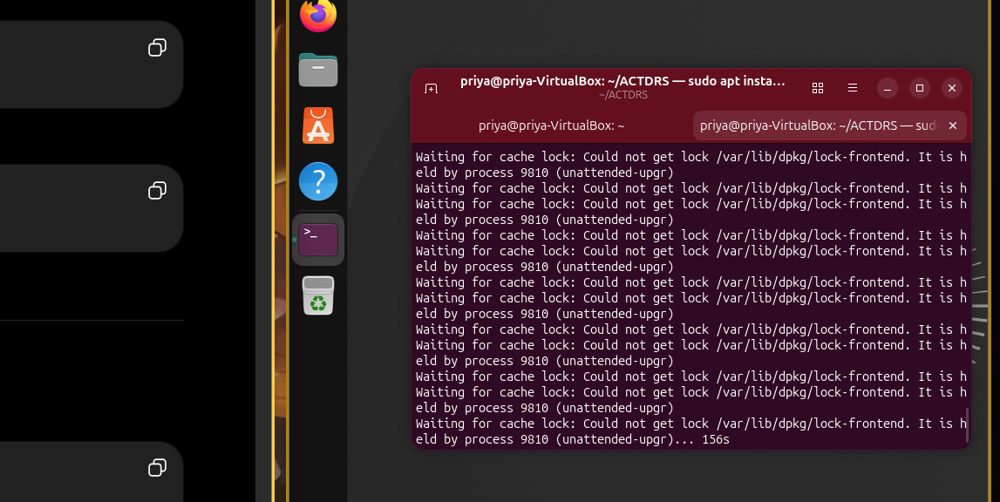 priya@priya-VirtualBox: ~/ACTDRS — sudo apt insta…
~/ACTDRS
priya@priya-VirtualBox: ~
priya@priya-VirtualBox: ~/ACTDRS — sud
Waiting for cache lock: Could not get lock /var/lib/dpkg/lock-frontend. It is h
eld by process 9810 (unattended-upgr)
Waiting for cache lock: Could not get lock /var/lib/dpkg/lock-frontend. It is h
Waiting for cache lock: Could not get lock /var/lib/dpkg/lock-frontend. It is h
eld by process 9810 (unattended-upgr)
Waiting for cache lock: Could not get lock /var/lib/dpkg/lock-frontend. It is h
Waiting for cache lock: Could not get lock /var/lib/dpkg/lock-frontend. It is h
eld by process 9810 (unattended-upgr)
Waiting for cache lock: Could not get lock /var/lib/dpkg/lock-frontend. It is h
Waiting for cache lock: Could not get lock /var/lib/dpkg/lock-frontend. It is h
eld by process 9810 (unattended-upgr)
Waiting for cache lock: Could not get lock /var/lib/dpkg/lock-frontend. It is h
Waiting for cache lock: Could not get lock /var/lib/dpkg/lock-frontend. It is h
eld by process 9810 (unattended-upgr)
Waiting for cache lock: Could not get lock /var/lib/dpkg/lock-frontend. It is h
Waiting for cache lock: Could not get lock /var/lib/dpkg/lock-frontend. It is h
eld by process 9810 (unattended-upgr)
Waiting for cache lock: Could not get lock /var/lib/dpkg/lock-frontend. It is h
eld by process 9810 (unattended-upgr)... 156s